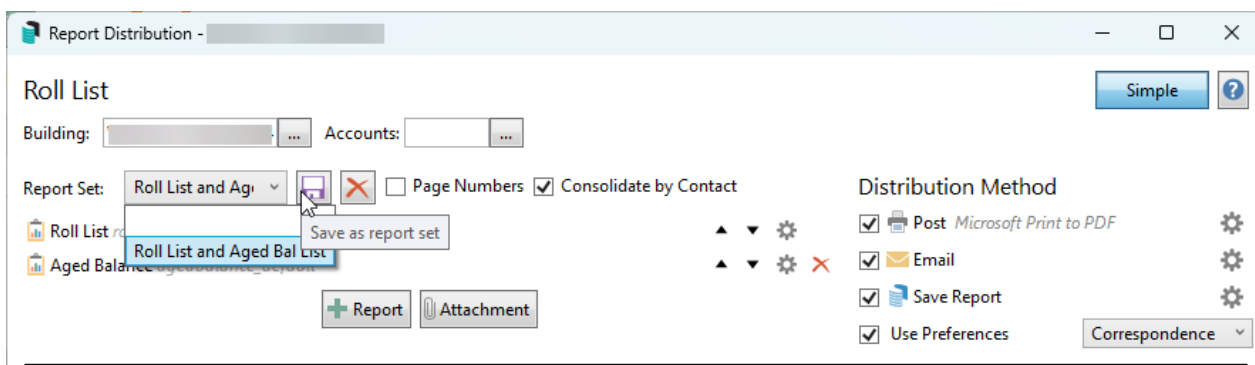 Report Distribution -
Roll List
Simple
Building: ... Accounts: ...
Report Set: Roll List and Age Page Numbers Consolidate by Contact
Distribution Method
Roll List
Save as report set
Roll List and Aged Bal List
Aged Balance agedbalance_default
Report Attachment
Post Microsoft Print to PDF
Email
Save Report
Use Preferences Correspondence